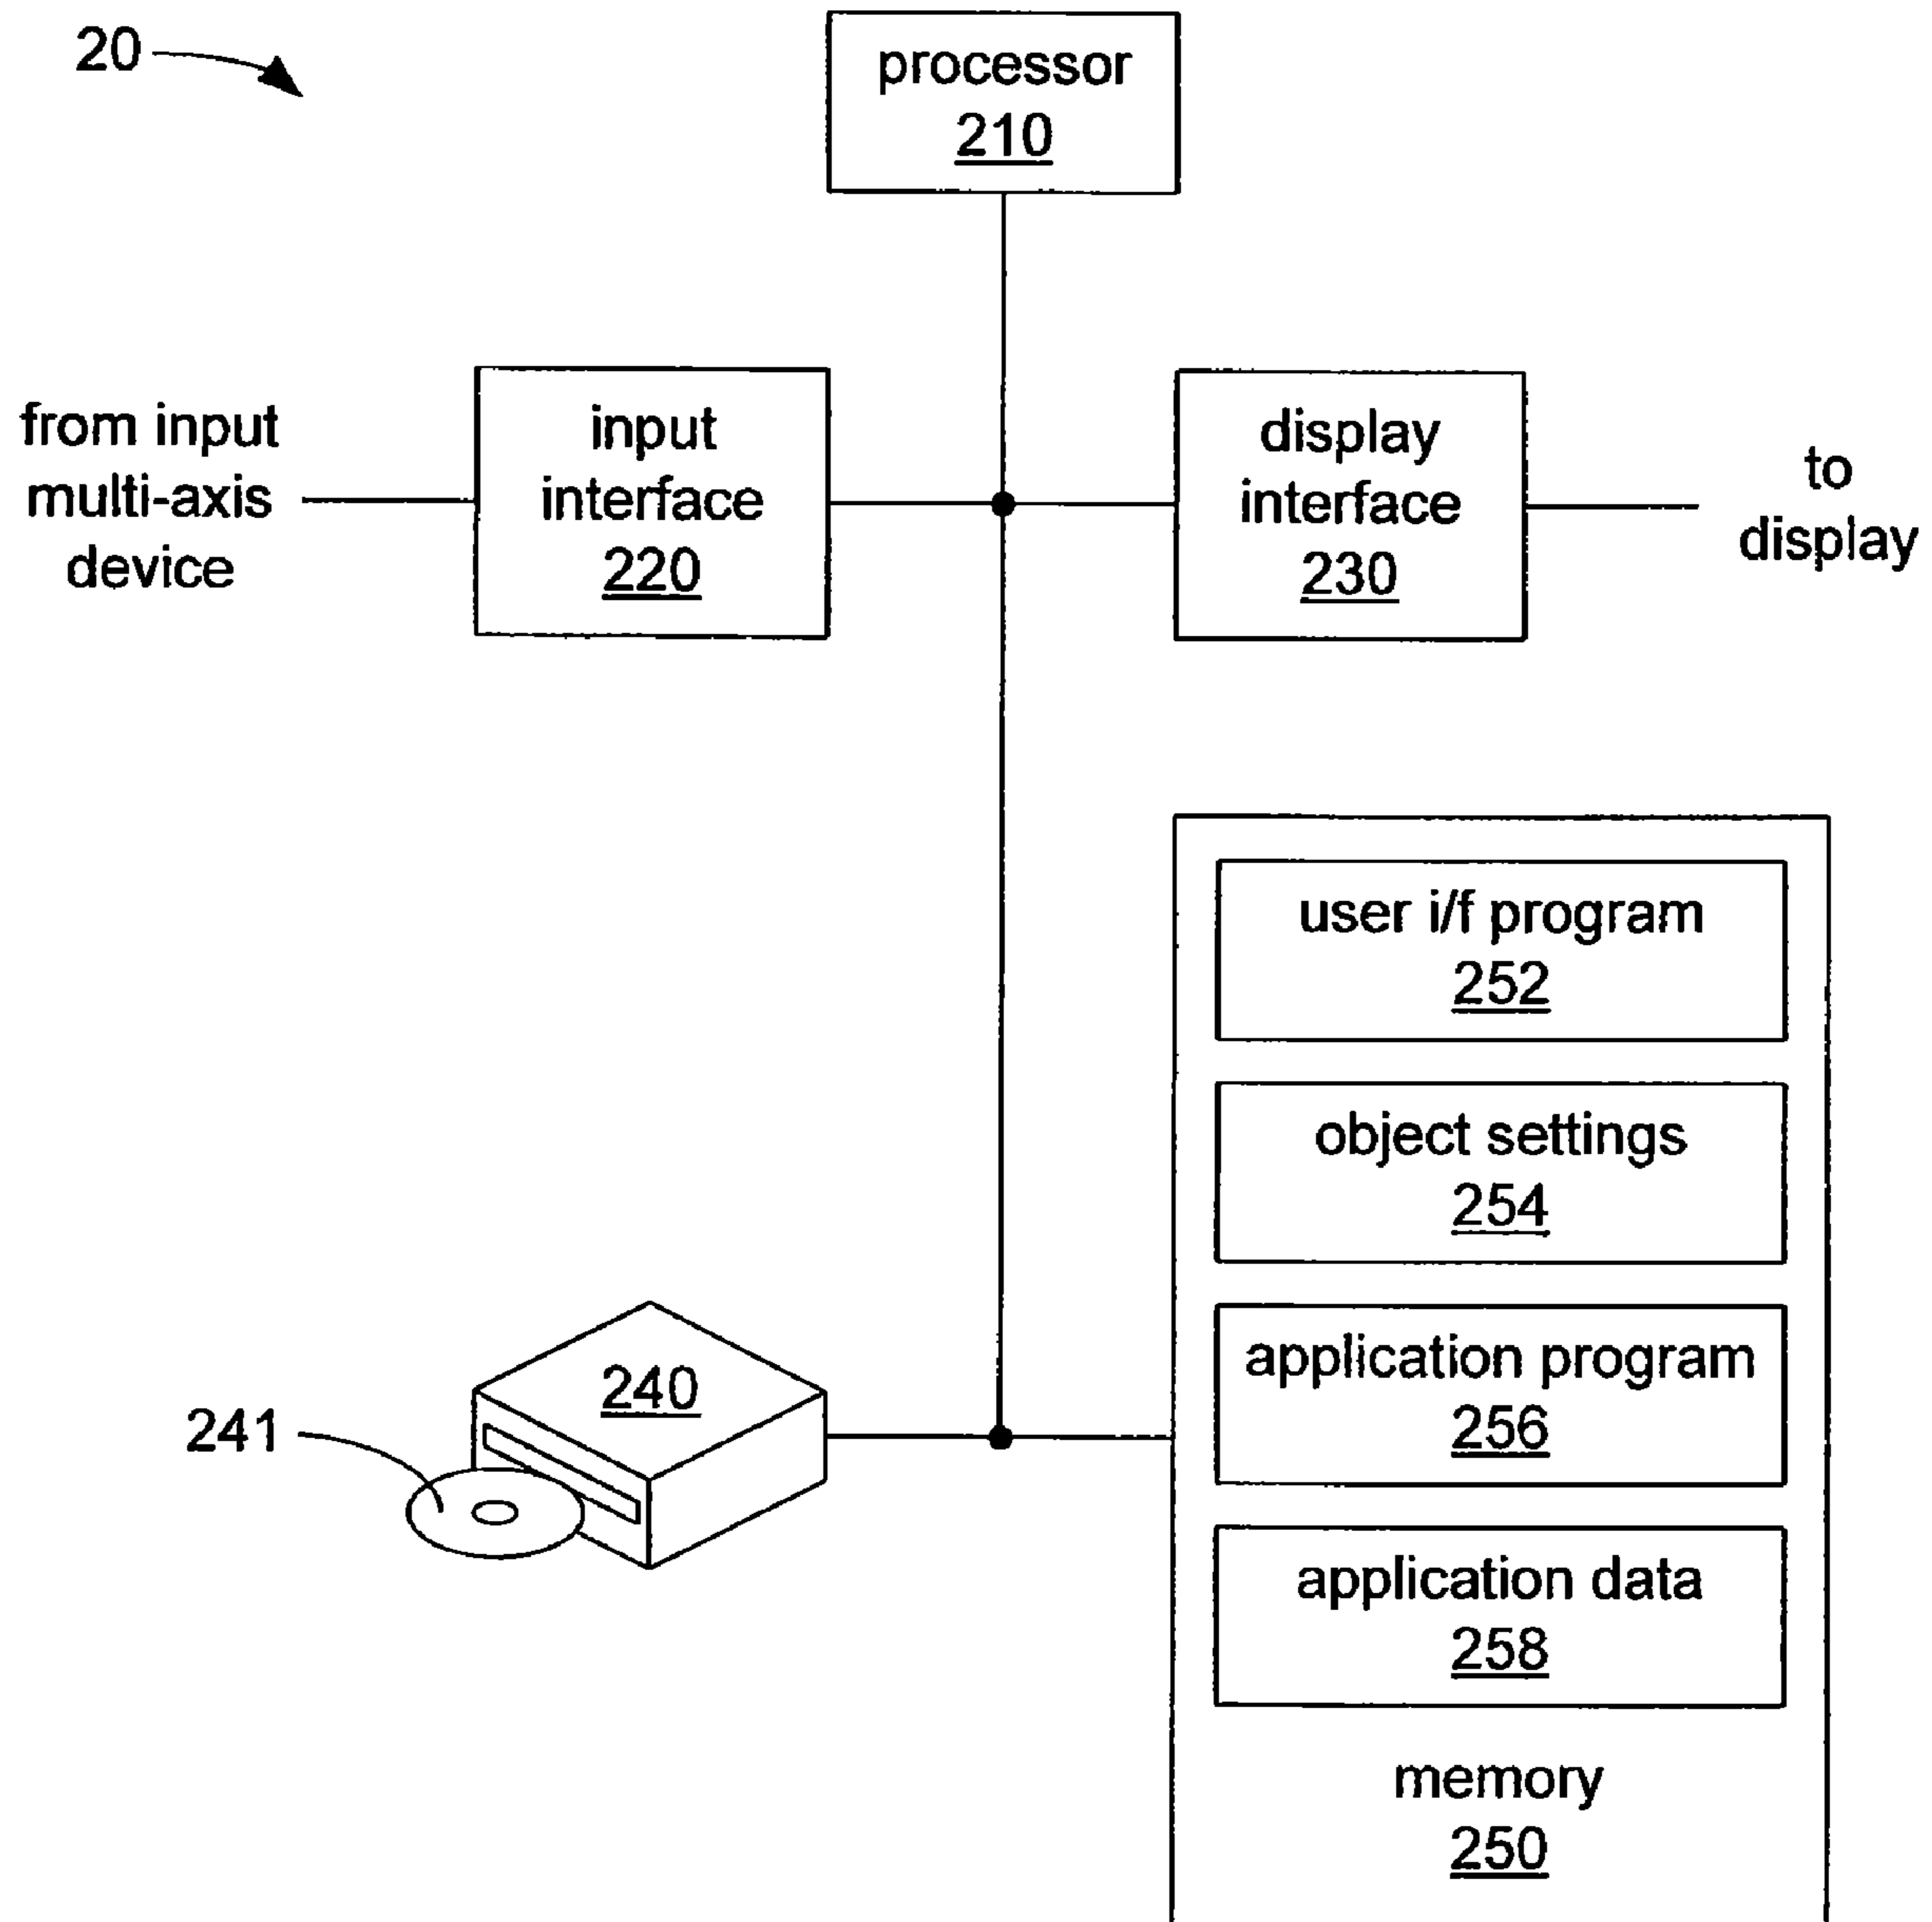 20
processor
210
from input
multi-axis
device
input
interface
220
display
interface
230
to
display
user i/f program
252
object settings
254
application program
256
application data
258
memory
250
240
241